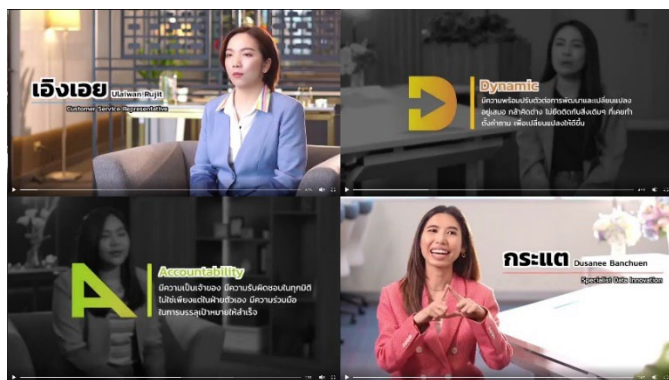 เอิงเอย Ulaiwan Rujit
Customer Service Representative
D
Dynamic
มีความพร้อมปรับตัวต่อการพัฒนาและเปลี่ยนแปลง
อยู่เสมอ กล้าคิดต่าง ไม่ยึดติดกับสิ่งเดิมๆ ที่เคยทำ
ตั้งคำถาม เพื่อเปลี่ยนแปลงให้ดีขึ้น
A
Accountability
มีความเป็นเจ้าของ มีความรับผิดชอบในทุกมิติ
ไม่ใช่เพียงแต่ในฝ่ายตัวเอง มีความร่วมมือ
ในการบรรลุเป้าหมายให้สำเร็จ
กระแต Dusanee Banchuen
Specialist Data Innovation